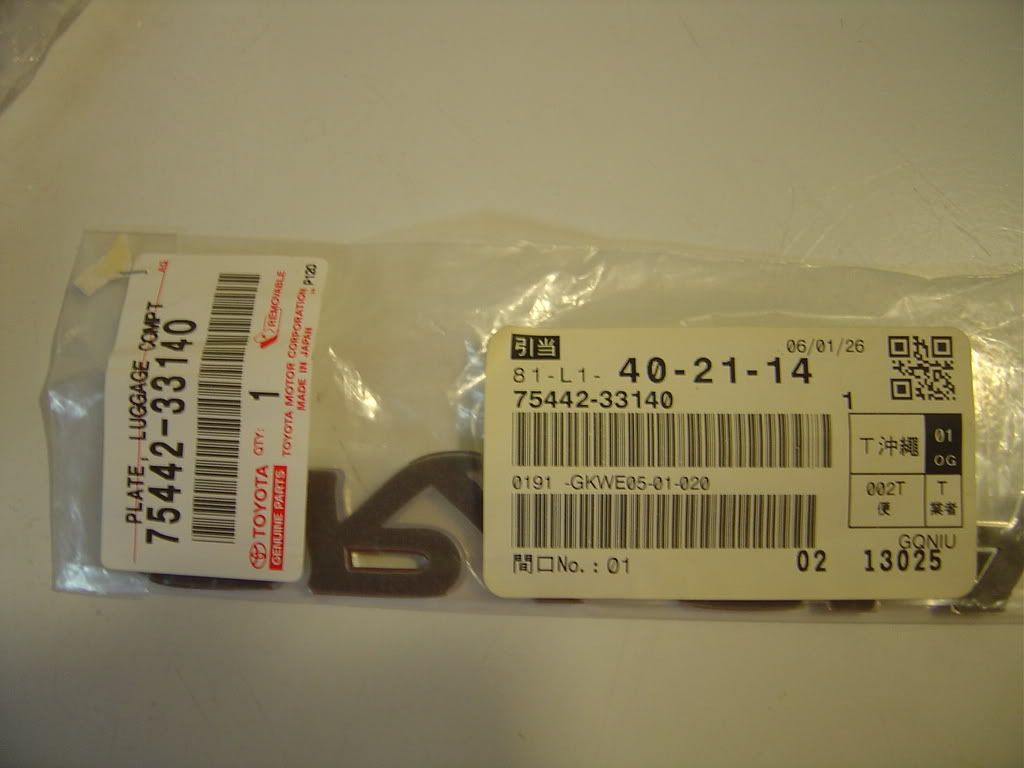 PLATE, LUGGAGE COMPT
AG
75442-33140
QTY: 1
REMOVABLE
P120
TOYOTA
GENUINE PARTS
TOYOTA MOTOR CORPORATION
MADE IN JAPAN
引当
06/01/26
81-L1- 40-21-14
75442-33140
1
T沖縄
01
OG
0191 -GKWE05-01-020
002T
便
T
業者
GQNIU
間口No.: 01
02 13025